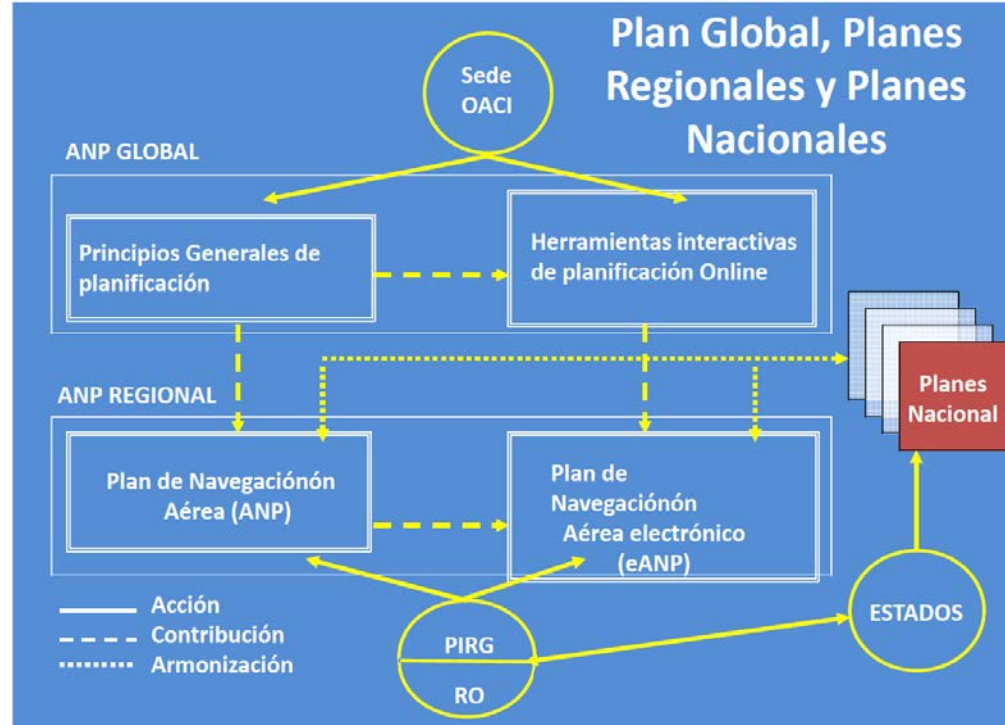 Plan Global, Planes
Regionales y Planes
Nacionales
Sede
OACI
ANP GLOBAL
Principios Generales de
planificación
Herramientas interactivas
de planificación Online
Planes
Nacional
ANP REGIONAL
Plan de Navegaciónón
Aérea (ANP)
Plan de
Navegaciónón
Aérea electrónico
(eANP)
Acción
Contribución
Armonización
PIRG
RO
ESTADOS